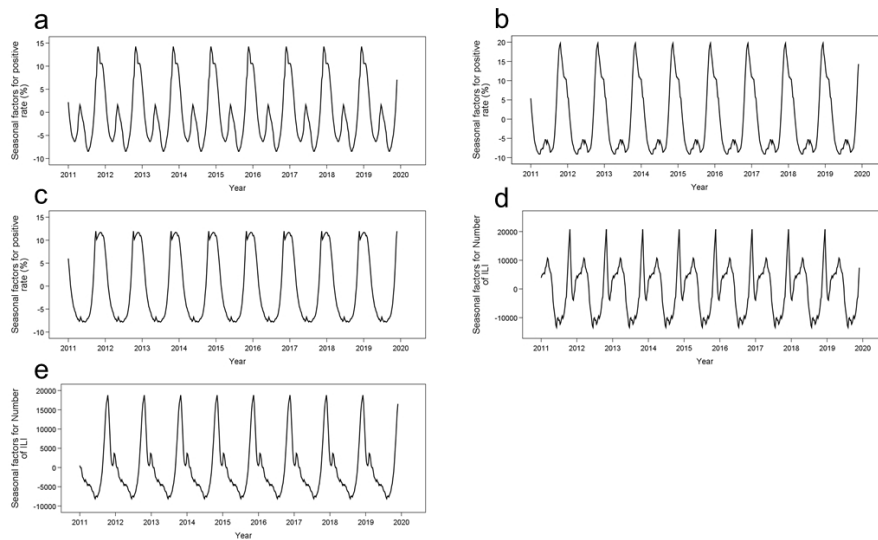 a
Seasonal factors for positive
rate (%)
15
10
5
0
-5
-10
2011 2012 2013 2014 2015 2016 2017 2018 2019 2020
Year
b
Seasonal factors for positive
rate (%)
20
15
10
5
0
-5
-10
2011 2012 2013 2014 2015 2016 2017 2018 2019 2020
Year
c
Seasonal factors for positive
rate (%)
15
10
5
0
-5
-10
2011 2012 2013 2014 2015 2016 2017 2018 2019 2020
Year
d
Seasonal factors for Number
of ILI
20000
10000
0
-10000
2011 2012 2013 2014 2015 2016 2017 2018 2019 2020
Year
e
Seasonal factors for Number
of ILI
20000
15000
10000
5000
0
-5000
-10000
2011 2012 2013 2014 2015 2016 2017 2018 2019 2020
Year